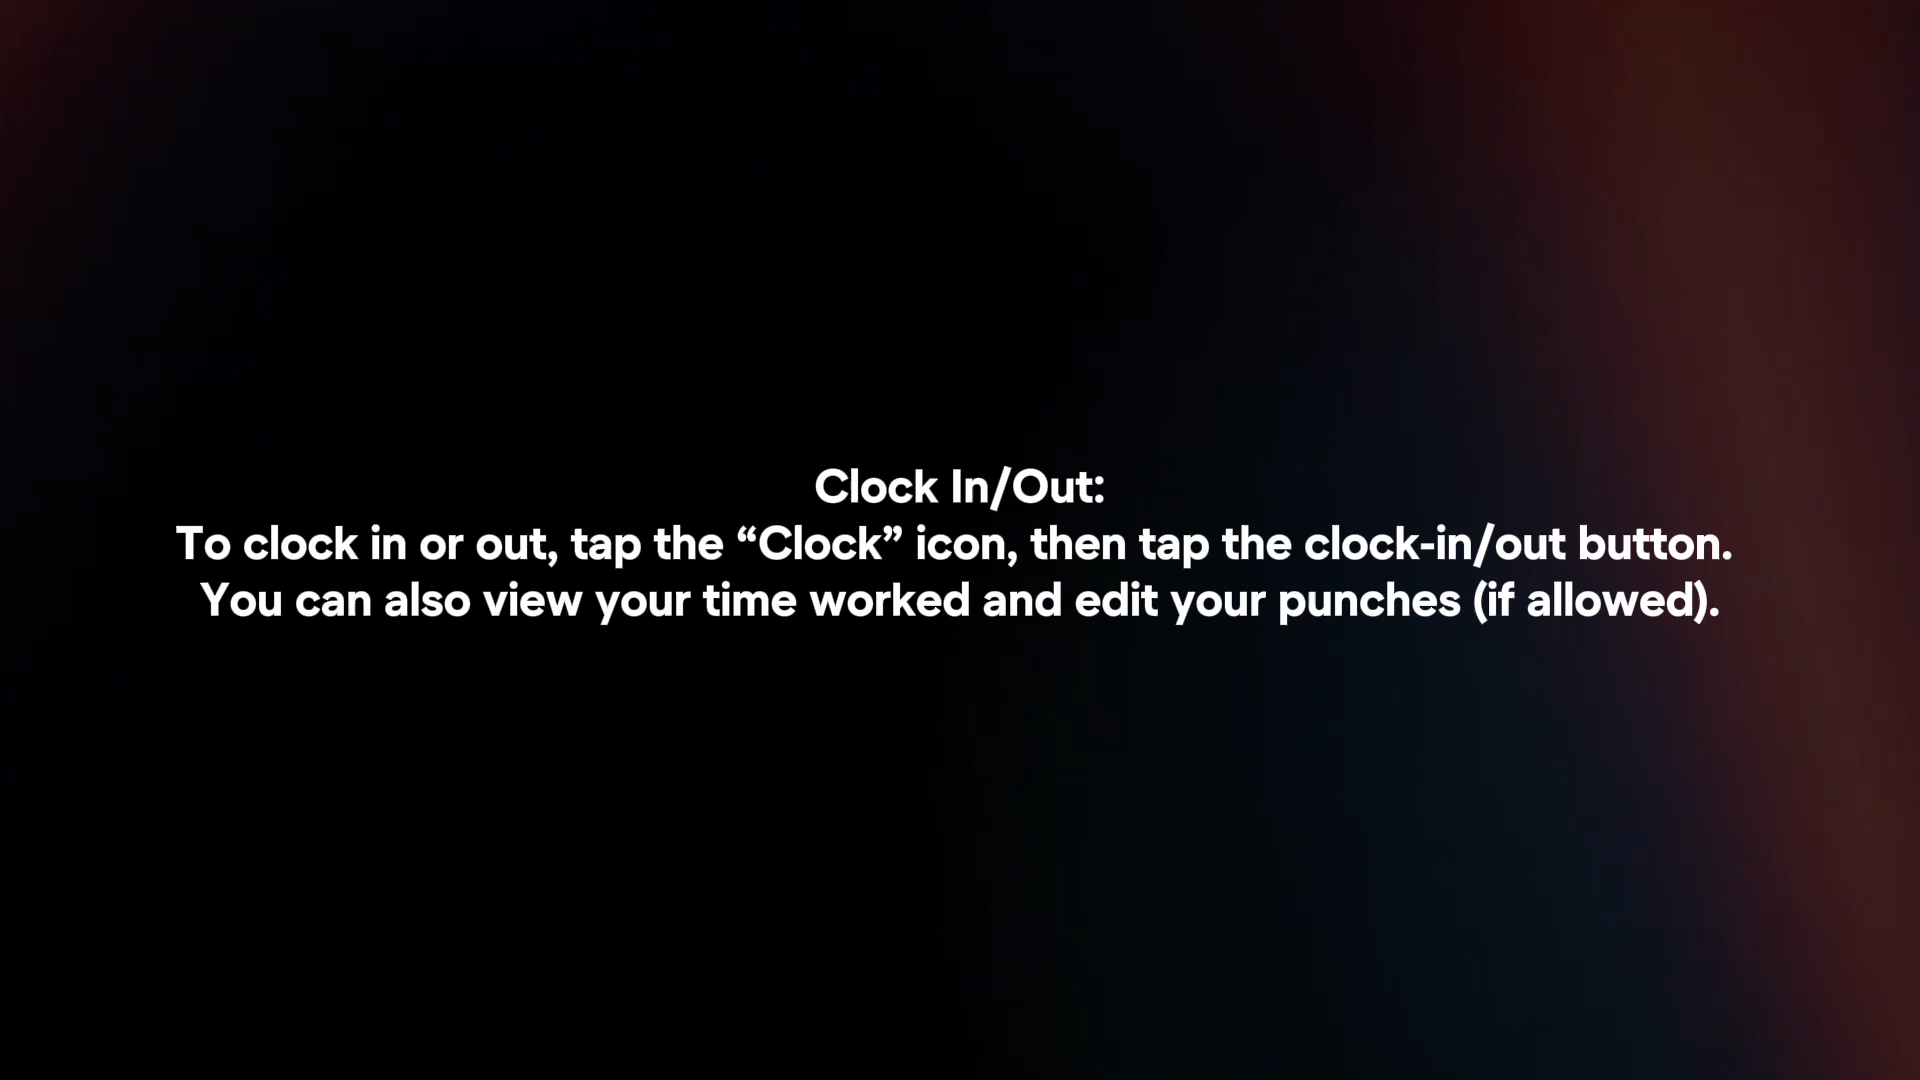 Clock In/Out:
To clock in or out, tap the “Clock” icon, then tap the clock-in/out button.
You can also view your time worked and edit your punches (if allowed).